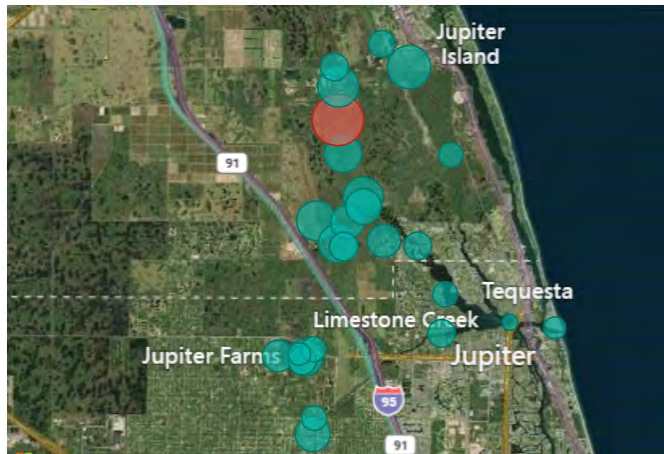 Jupiter
Island
91
Tequesta
Limestone Creek
Jupiter Farms
Jupiter
95
91